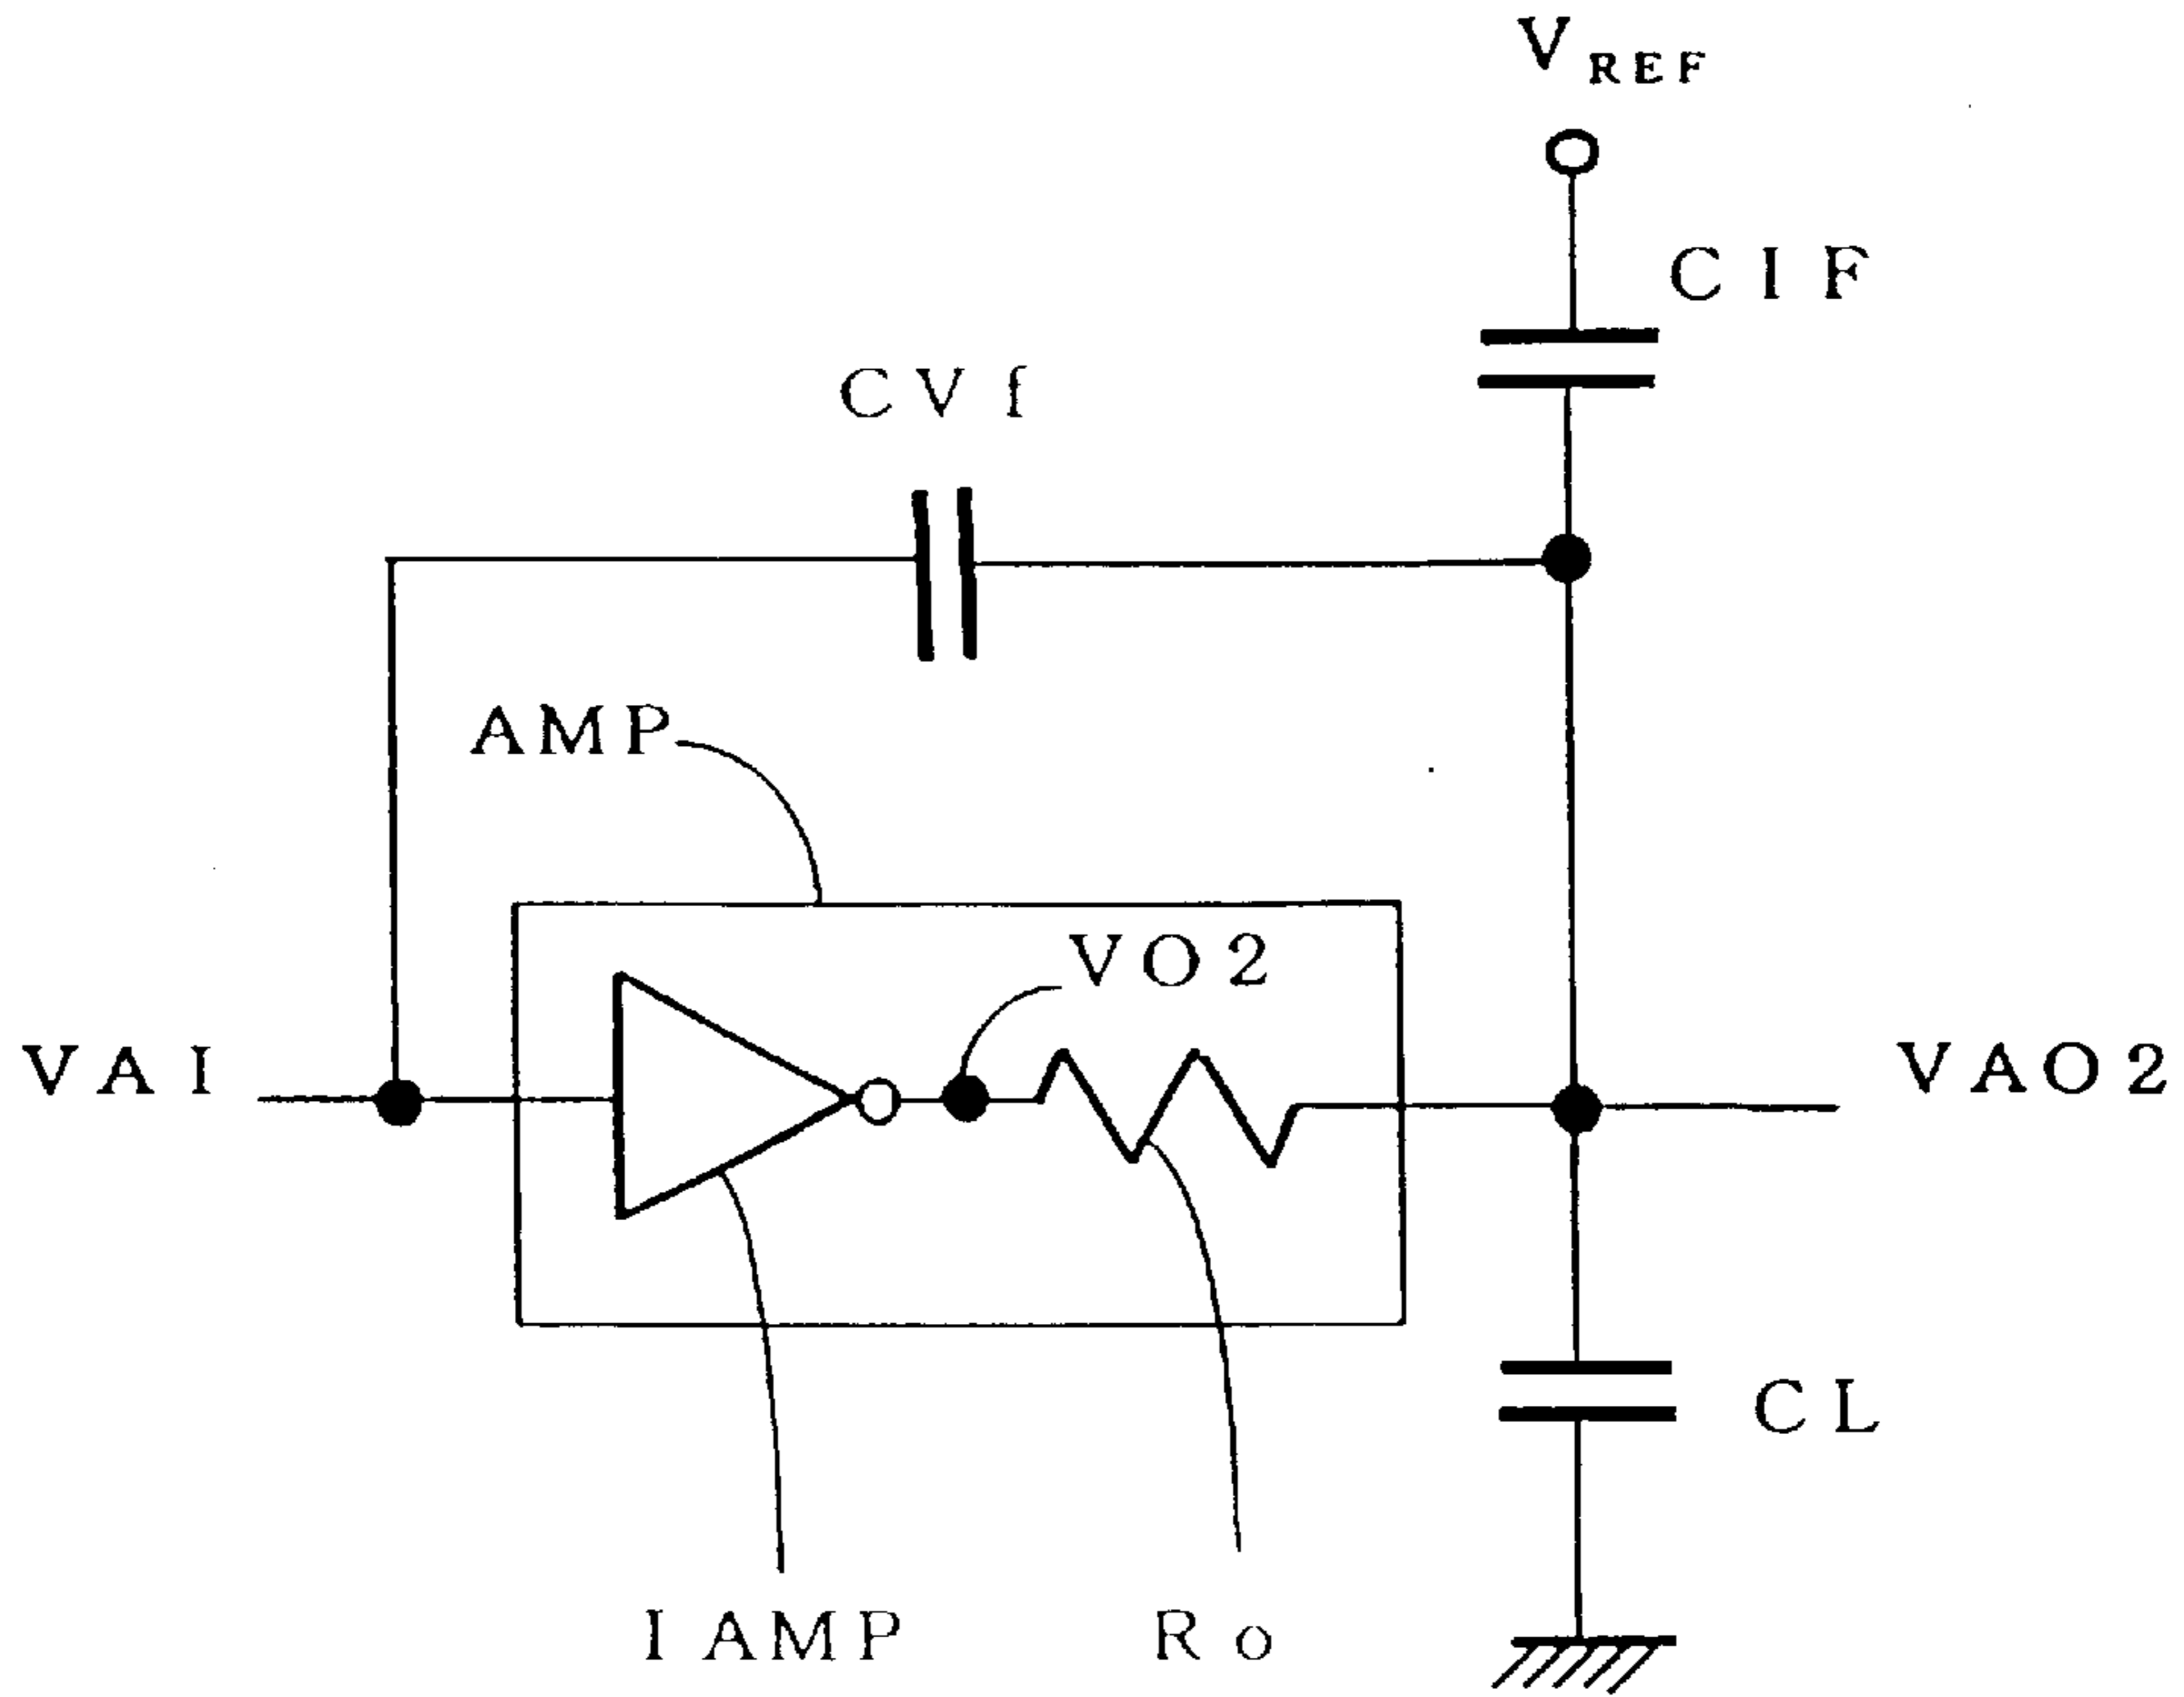 VREF
CIF
CVf
AMP
VO2
VAI
VAO2
CL
IAMP
Ro